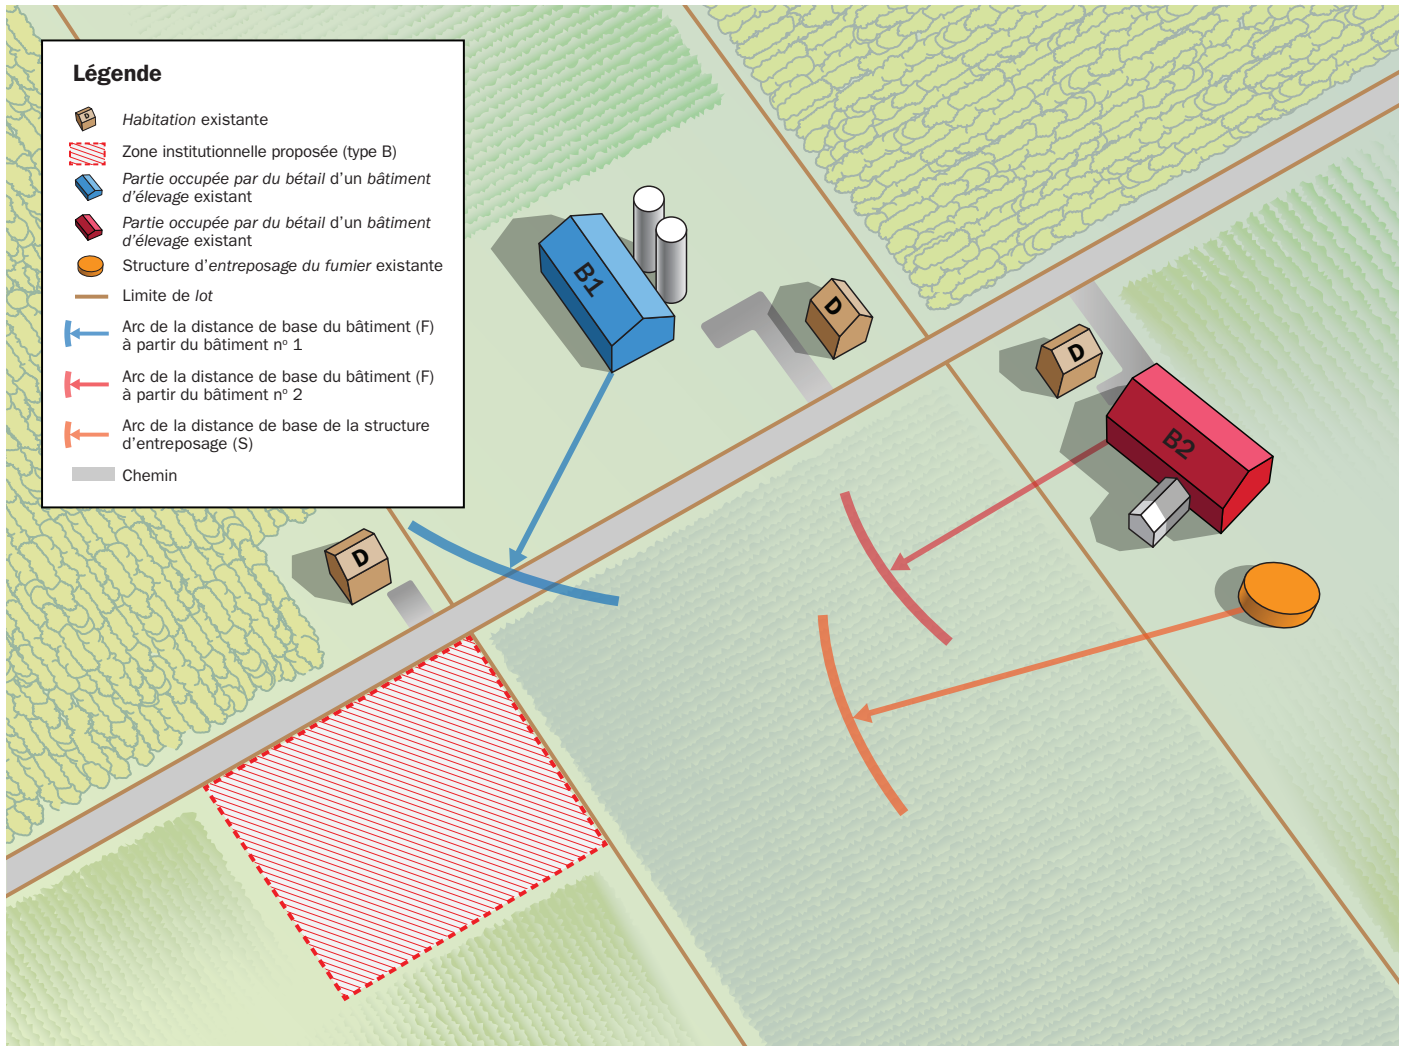 Légende
D
Habitation existante
Zone institutionnelle proposée (type B)
Partie occupée par du bétail d'un bâtiment
d'élevage existant
Partie occupée par du bétail d'un bâtiment
d'élevage existant
Structure d'entreposage du fumier existante
Limite de lot
Arc de la distance de base du bâtiment (F)
à partir du bâtiment nº 1
Arc de la distance de base du bâtiment (F)
à partir du bâtiment nº 2
Arc de la distance de base de la structure
d'entreposage (S)
Chemin
B1
D
D
B2
D